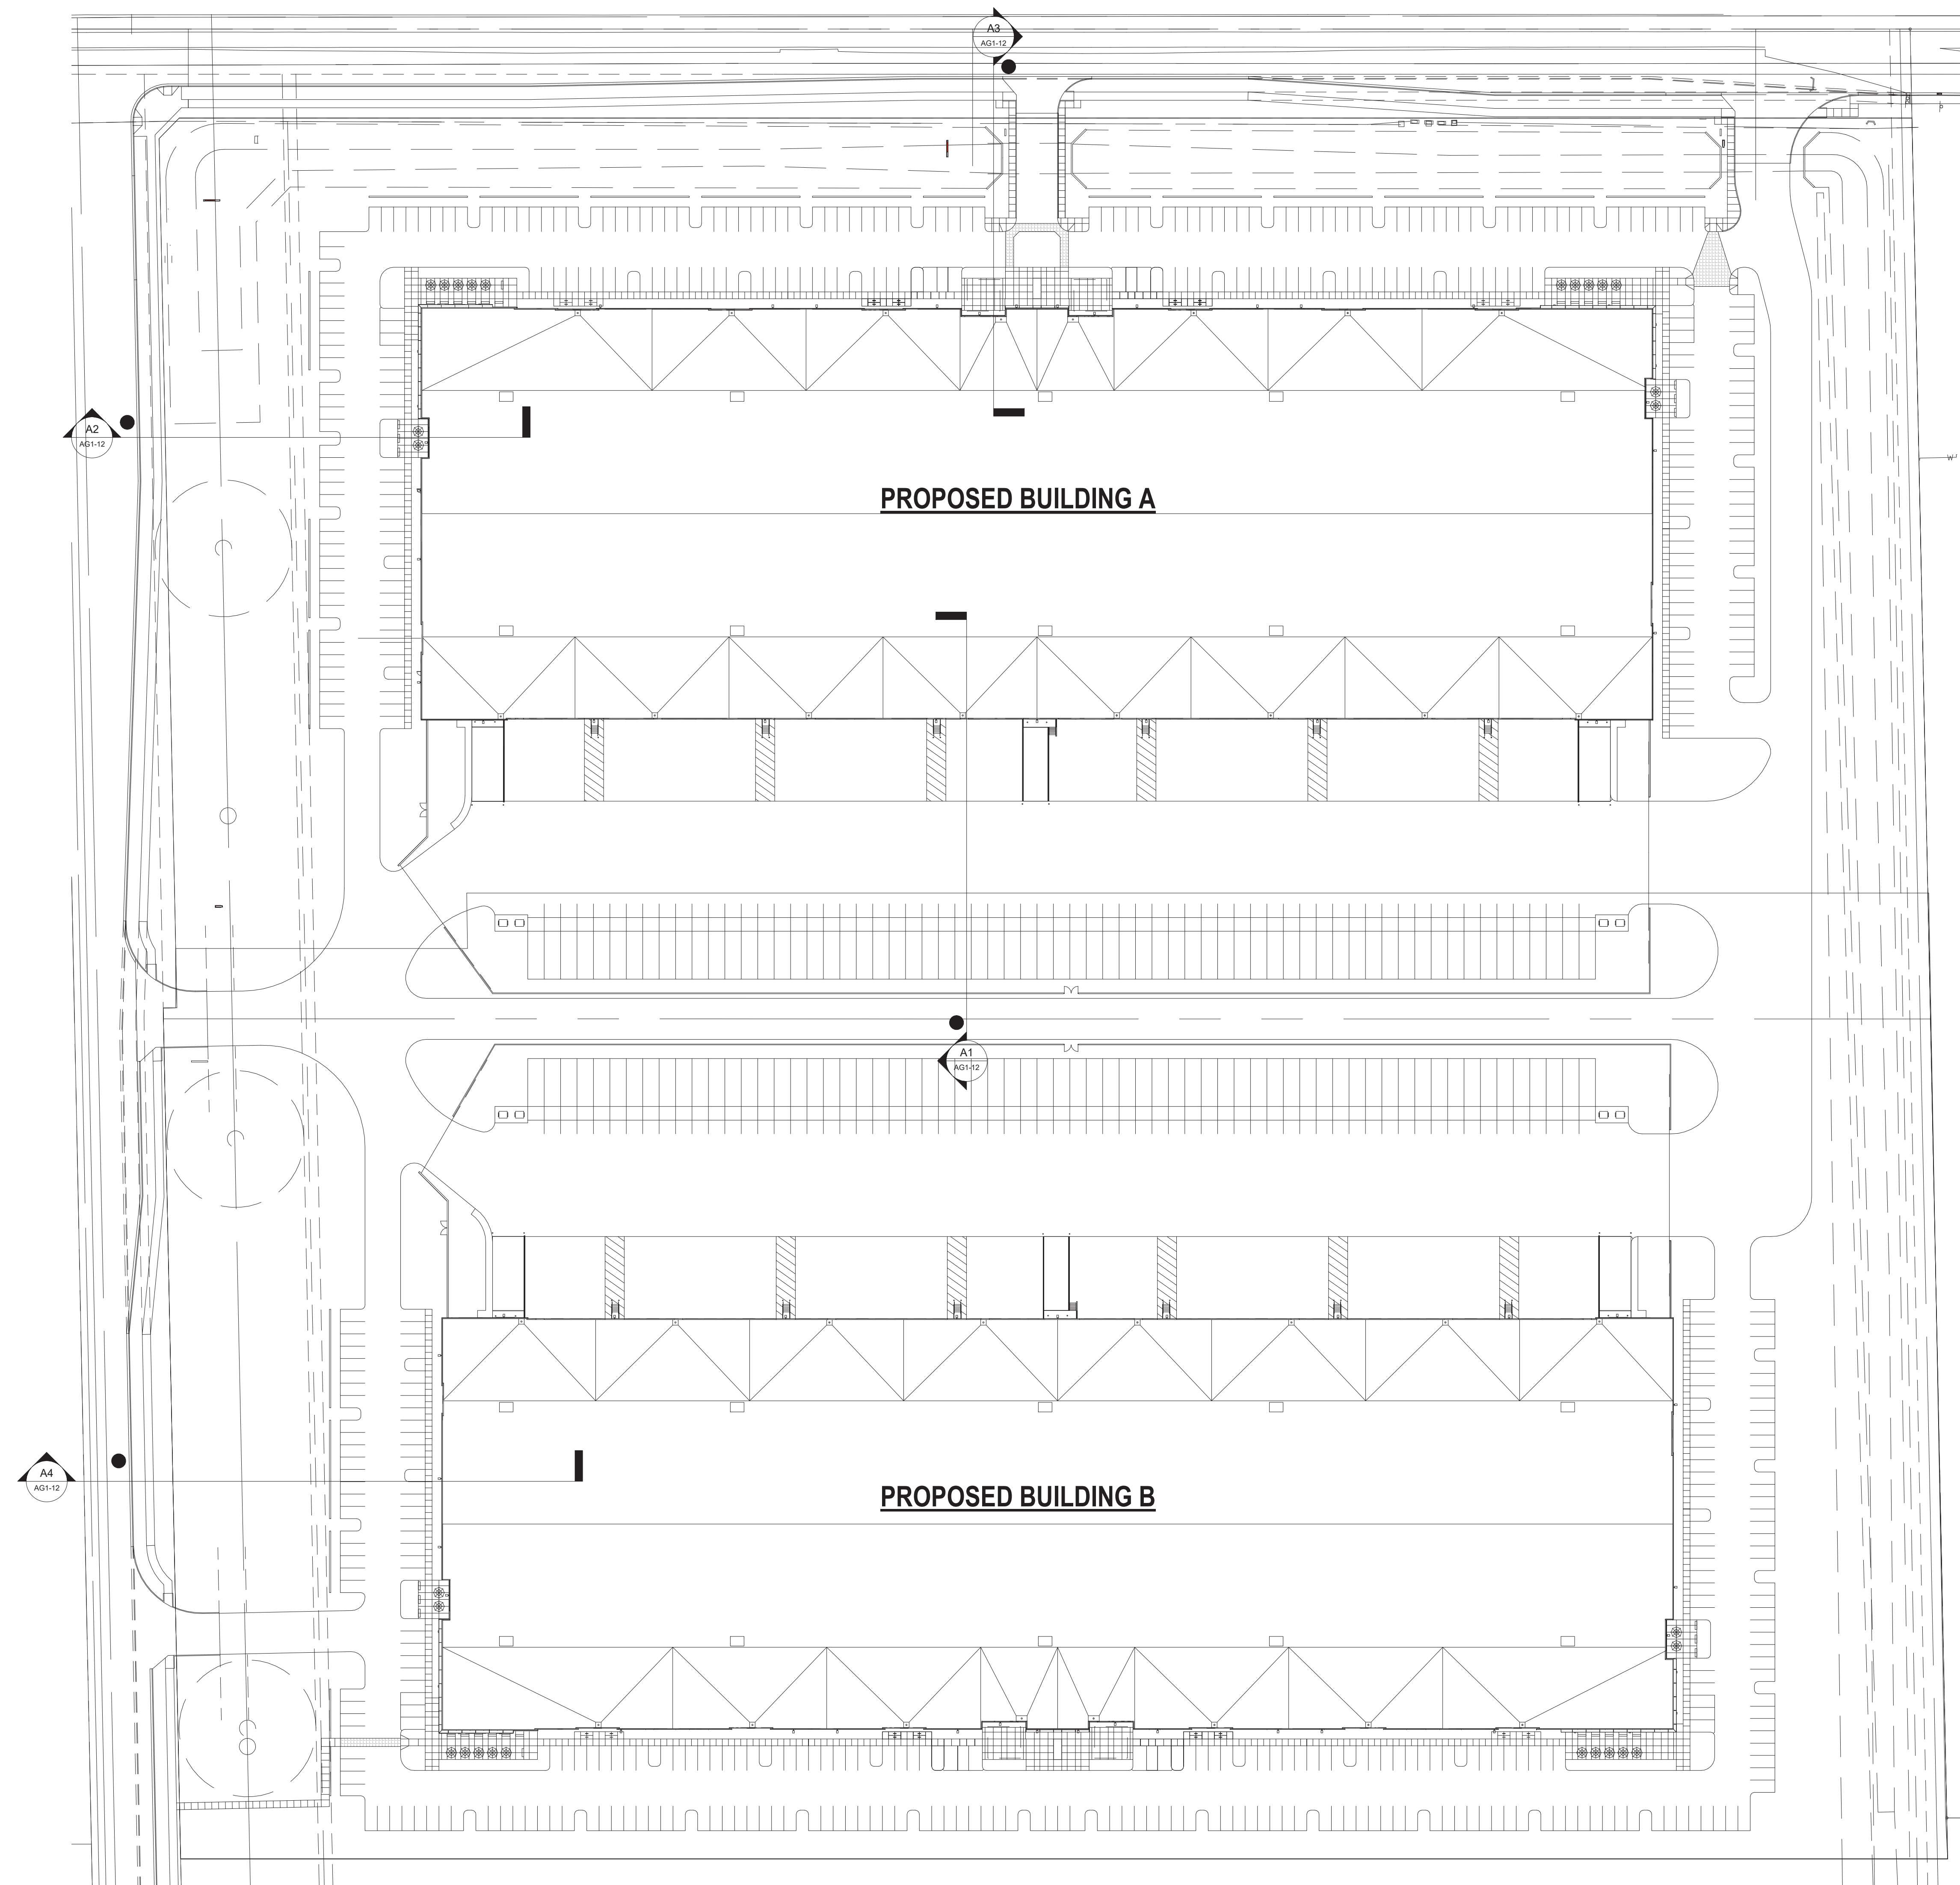 A3
AG1-12
A2
AG1-12
PROPOSED BUILDING A
A1
AG1-12
A4
AG1-12
PROPOSED BUILDING B